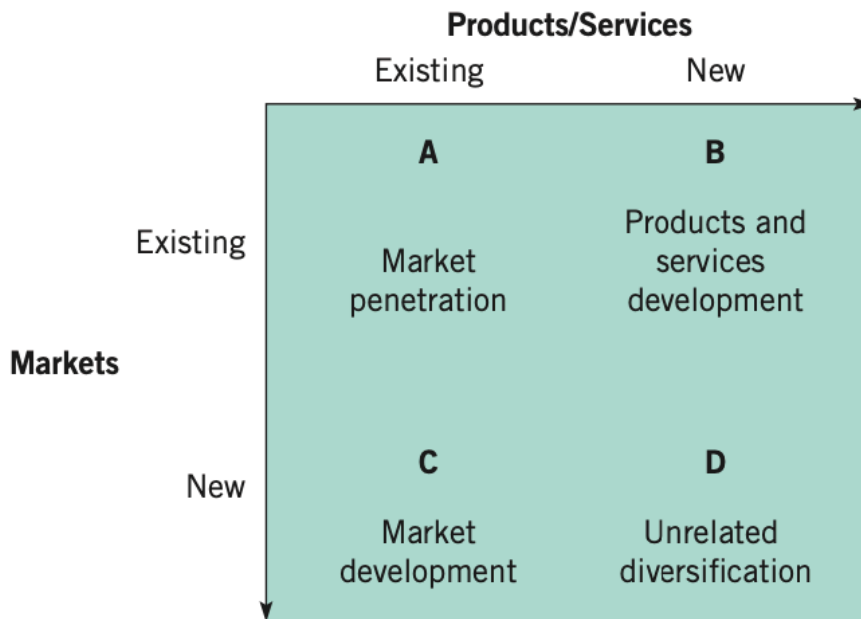 Products/Services
Existing
New
A
B
Existing
Market
penetration
Products and
services
development
Markets
New
C
D
Market
development
Unrelated
diversification